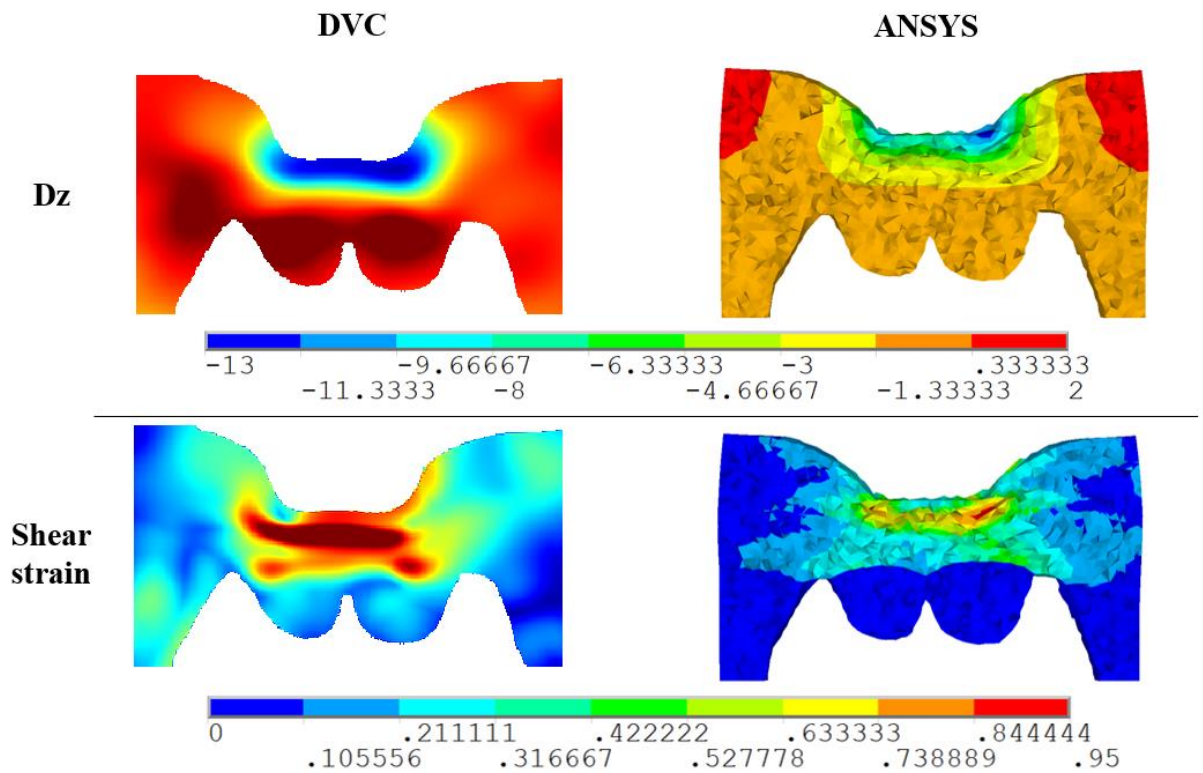 DVC ANSYS
Dz
-13 -9.66667 -6.33333 -3 .333333
-11.3333 -8 -4.66667 -1.33333 2
Shear
strain
0 .211111 .422222 .633333 .844444
.105556 .316667 .527778 .738889 .95